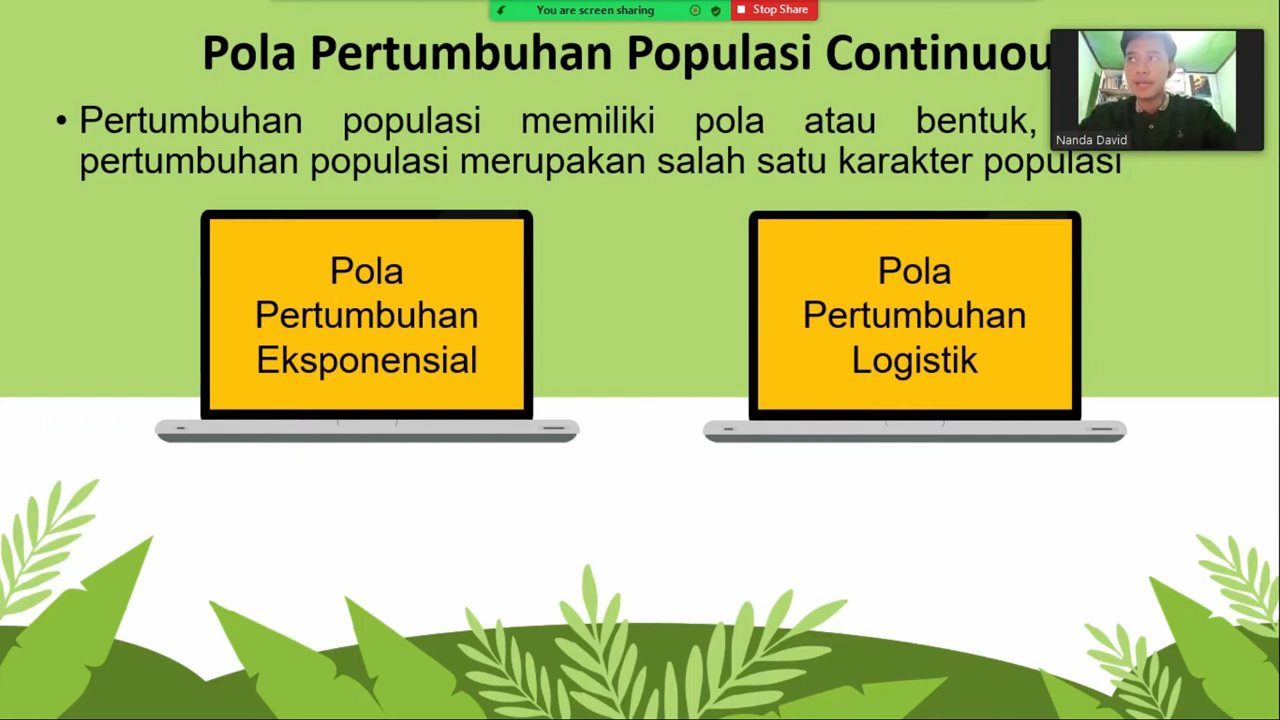 You are screen sharing
Stop Share
Pola Pertumbuhan Populasi Continuou
Nanda David
• Pertumbuhan populasi memiliki pola atau bentuk,
pertumbuhan populasi merupakan salah satu karakter populasi
Pola
Pertumbuhan
Eksponensial
Pola
Pertumbuhan
Logistik